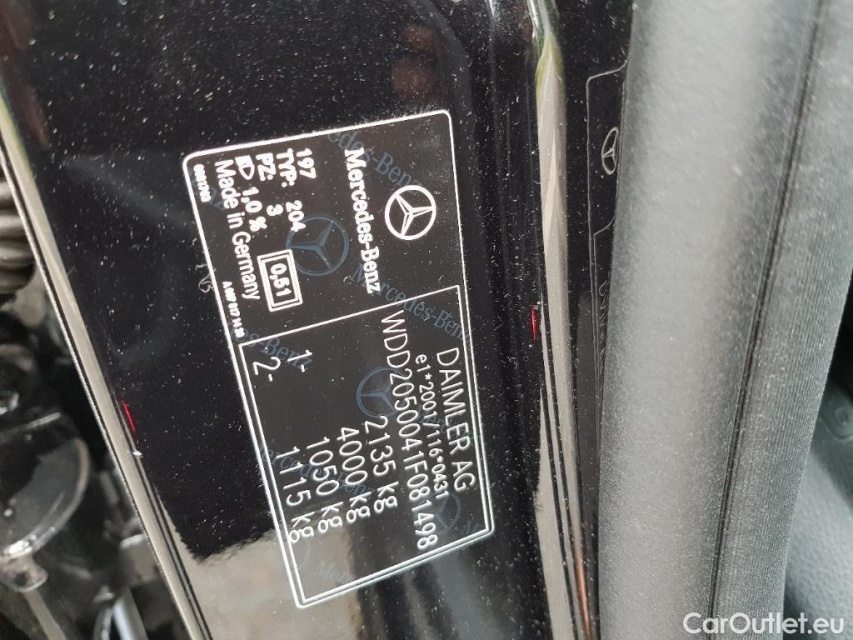 DAIMLER AG
e1*2001/116*0431
WDD2050041F081498
2135 kg
4000 kg
1- 1050 kg
2- 1115 kg
Mercedes-Benz
197
TYP: 204
PZ: 3
1,0 %
0,51
Made in Germany
CarOutlet.eu